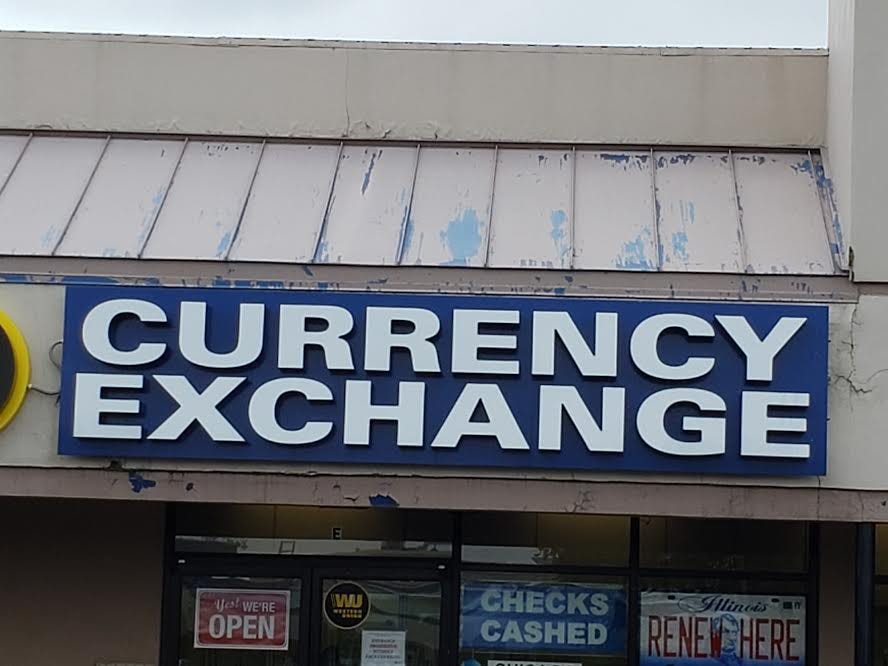 CURRENCY
EXCHANGE
E
Yes! WE'RE
OPEN
WU
WESTERN
UNION
CHECKS
CASHED
Illinois
RENEW HERE